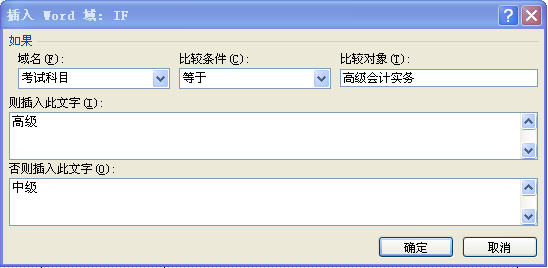 插入 Word 域: IF
如果
域名(F): 比较条件(C): 比较对象(T):
考试科目 等于 高级会计实务
则插入此文字(I):
高级
否则插入此文字(O):
中级
确定 取消